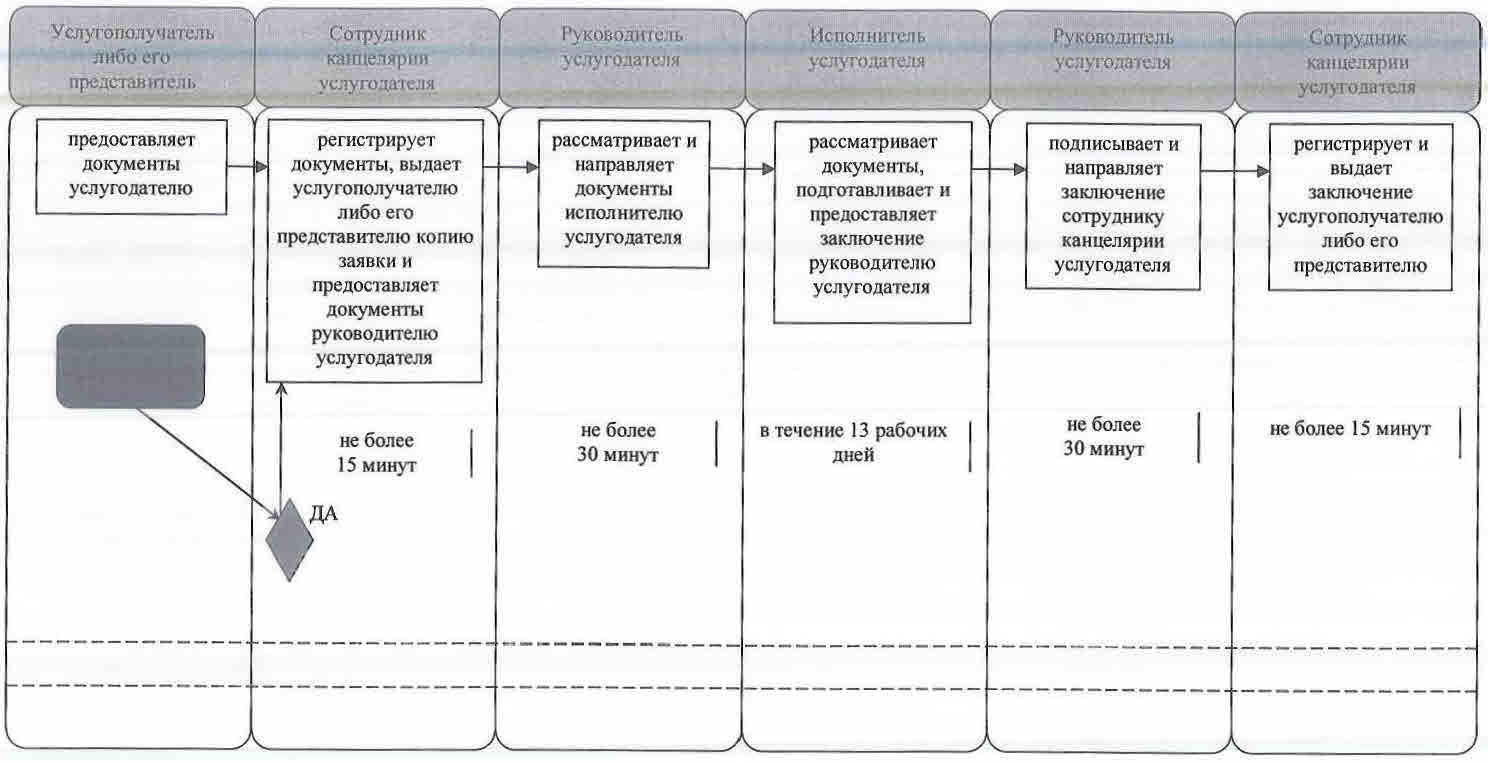 Услугополучатель
либо его
представитель
Сотрудник
канцелярии
услугодателя
Руководитель
услугодателя
Исполнитель
услугодателя
Руководитель
услугодателя
Сотрудник
канцелярии
услугодателя
предоставляет
документы
услугодателю
регистрирует
документы, выдает
услугополучателю
либо его
представителю копию
заявки и
предоставляет
документы
руководителю
услугодателя
рассматривает и
направляет
документы
исполнителю
услугодателя
рассматривает
документы,
подготавливает и
предоставляет
заключение
руководителю
услугодателя
подписывает и
направляет
заключение
сотруднику
канцелярии
услугодателя
регистрирует и
выдает
заключение
услугополучателю
либо его
представителю
не более
15 минут
не более
30 минут
в течение 13 рабочих
дней
не более
30 минут
не более 15 минут
ДА